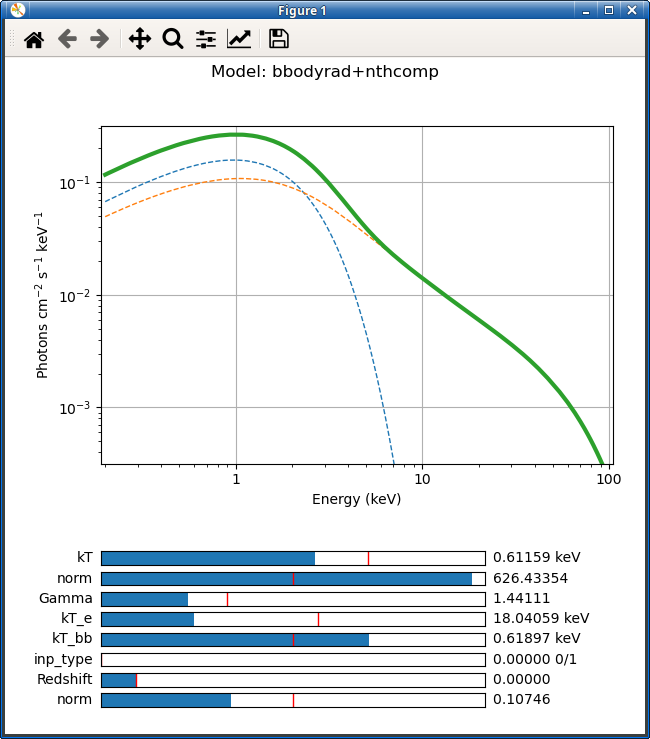 Figure 1
Model: bbodyrad+nthcomp
Photons cm⁻² s⁻¹ keV⁻¹
10⁻¹
10⁻²
10⁻³
1 10 100
Energy (keV)
kT 0.61159 keV
norm 626.43354
Gamma 1.44111
kT_e 18.04059 keV
kT_bb 0.61897 keV
inp_type 0.00000 0/1
Redshift 0.00000
norm 0.10746